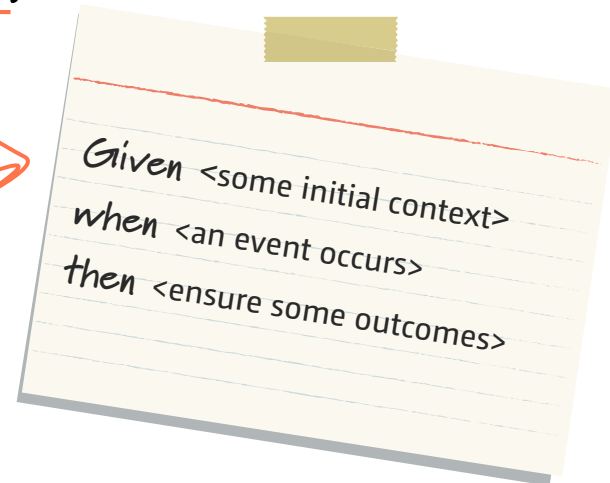 Given <some initial context>
when <an event occurs>
then <ensure some outcomes>